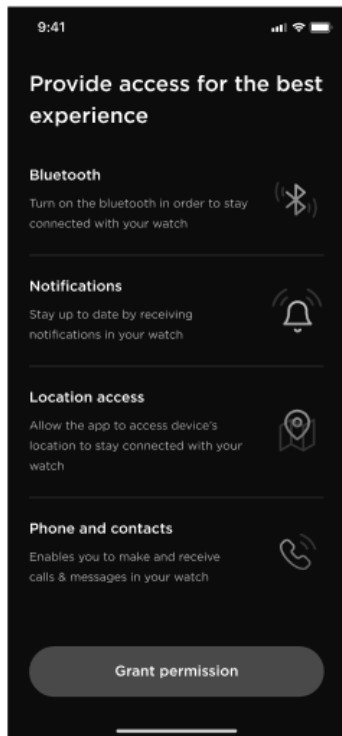 9:41
Provide access for the best
experience
Bluetooth
Turn on the bluetooth in order to stay
connected with your watch
Notifications
Stay up to date by receiving
notifications in your watch
Location access
Allow the app to access device's
location to stay connected with your
watch
Phone and contacts
Enables you to make and receive
calls & messages in your watch
Grant permission